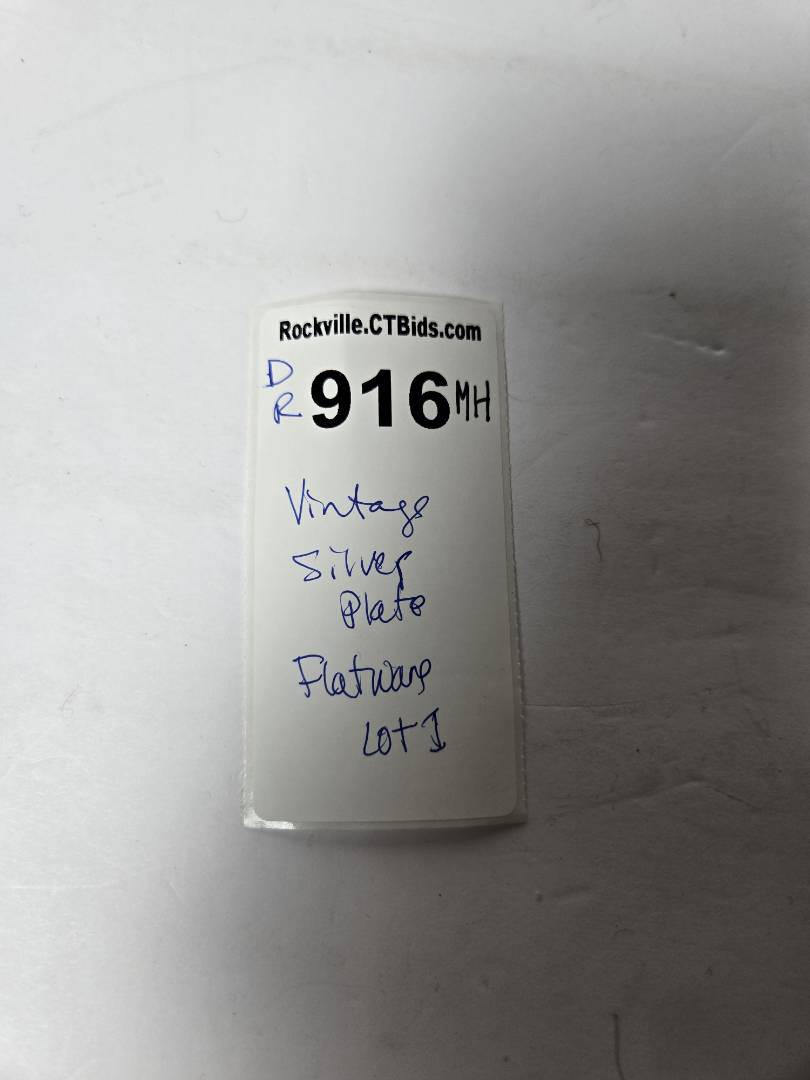 Rockville.CTBids.com
D
R 916 MH
Vintage
Silver
Plate
Flatware
Lot I